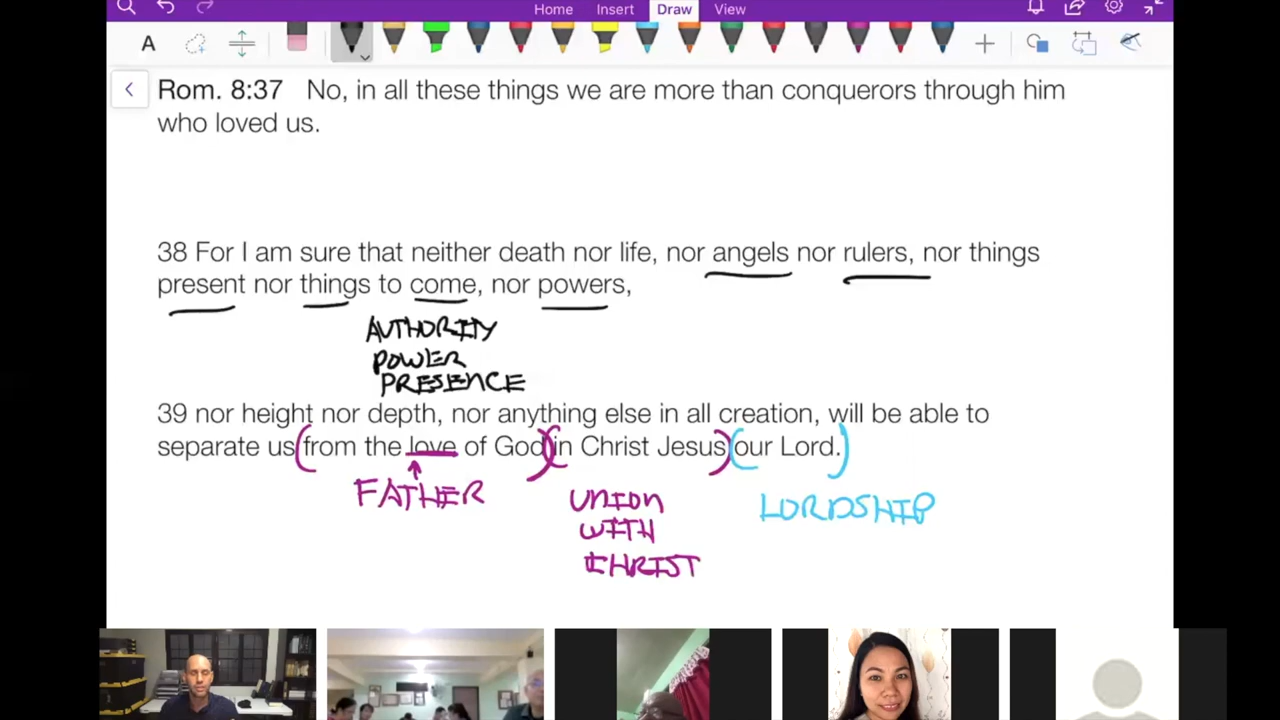 Home Insert Draw View
A
Rom. 8:37 No, in all these things we are more than conquerors through him
who loved us.
38 For I am sure that neither death nor life, nor angels nor rulers, nor things
present nor things to come, nor powers,
AUTHORITY
POWER
PRESENCE
39 nor height nor depth, nor anything else in all creation, will be able to
separate us (from the love of God) (in Christ Jesus) (our Lord.)
FATHER
UNION
WITH
CHRIST
LORDSHIP